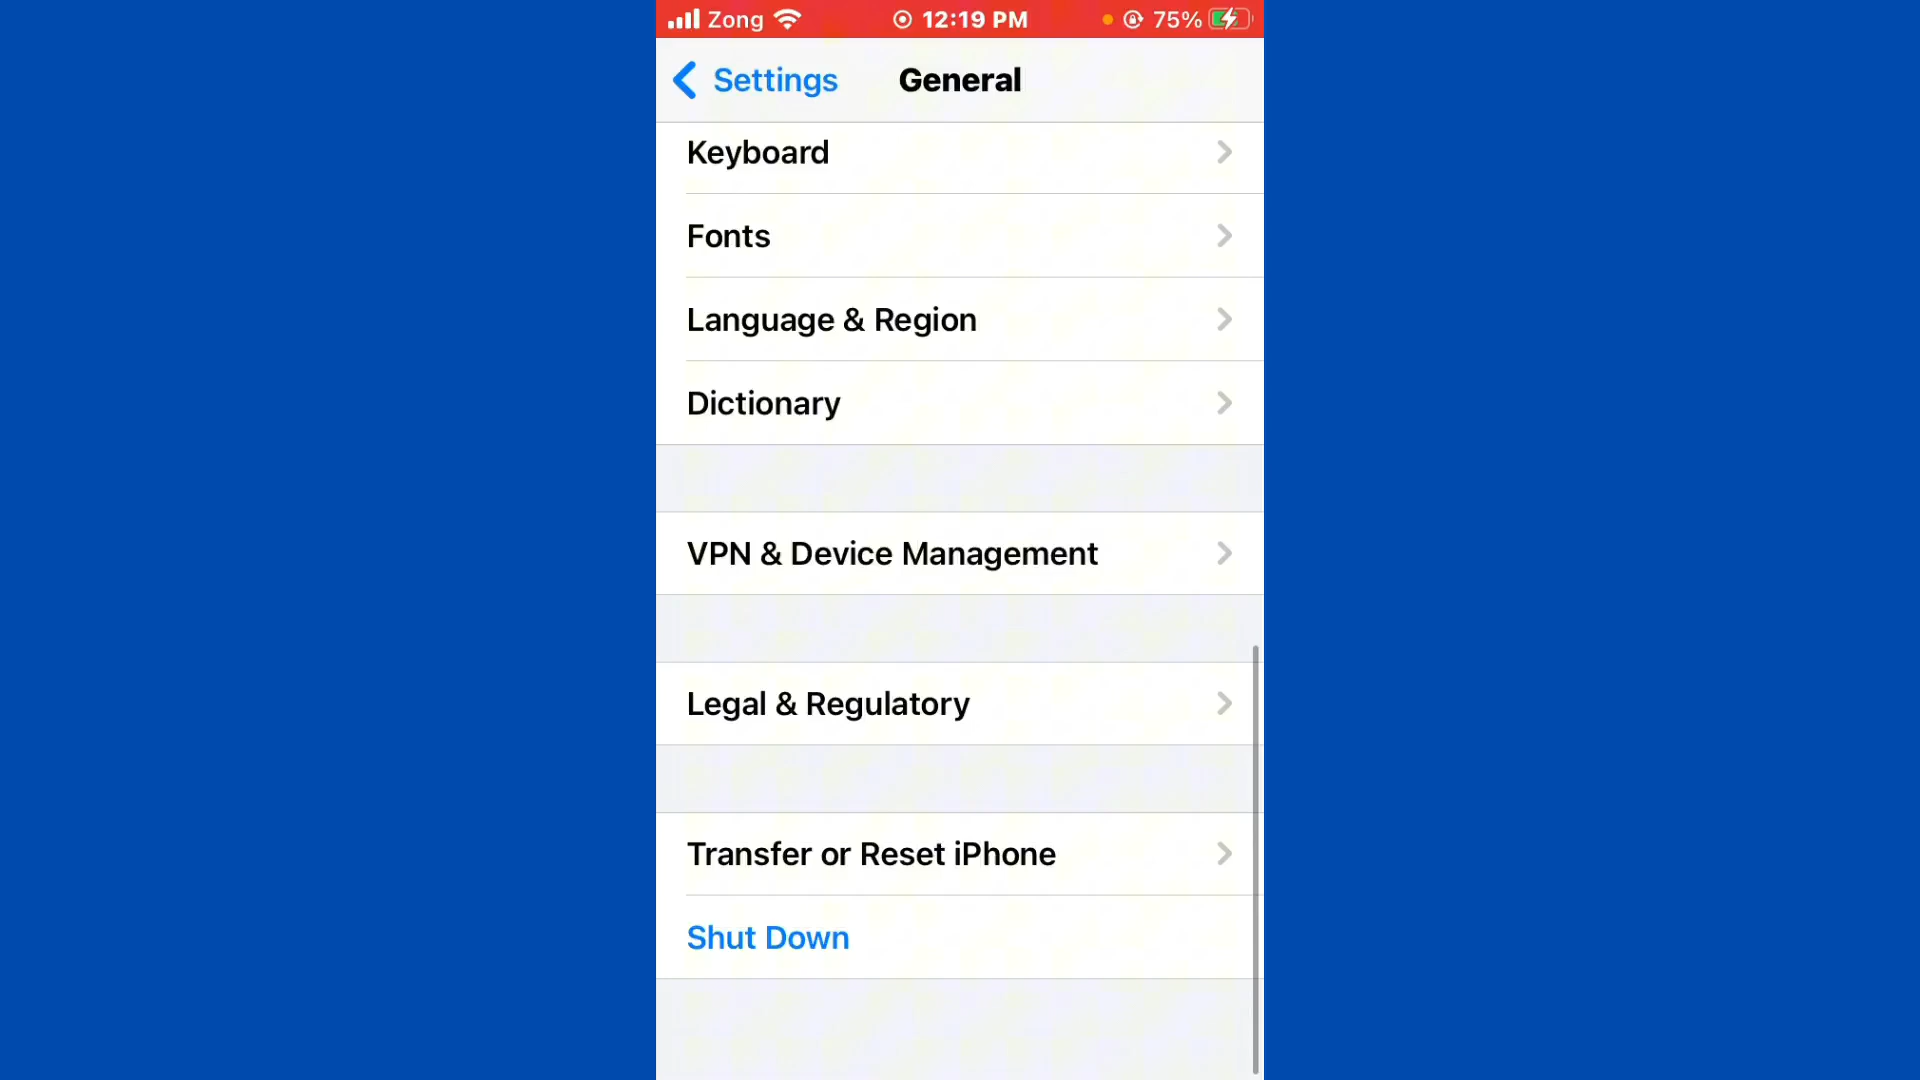 Zong 12:19 PM 75%
Settings General
Keyboard
Fonts
Language & Region
Dictionary
VPN & Device Management
Legal & Regulatory
Transfer or Reset iPhone
Shut Down